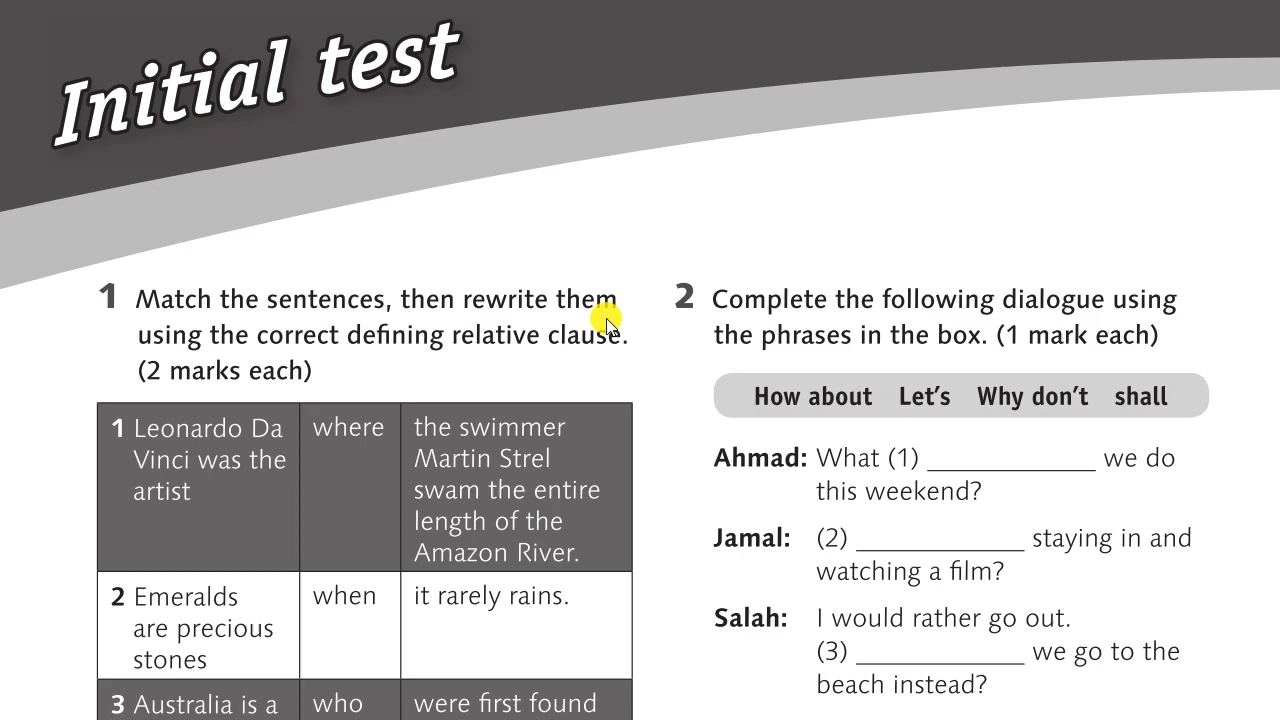 Initial test
1 Match the sentences, then rewrite them
using the correct defining relative clause.
(2 marks each)
1 Leonardo Da
Vinci was the
artist
where
the swimmer
Martin Strel
swam the entire
length of the
Amazon River.
2 Emeralds
are precious
stones
when
it rarely rains.
3 Australia is a
who
were first found
2 Complete the following dialogue using
the phrases in the box. (1 mark each)
How about Let's Why don't shall
Ahmad: What (1) ____________ we do
this weekend?
Jamal: (2) ____________ staying in and
watching a film?
Salah: I would rather go out.
(3) ____________ we go to the
beach instead?